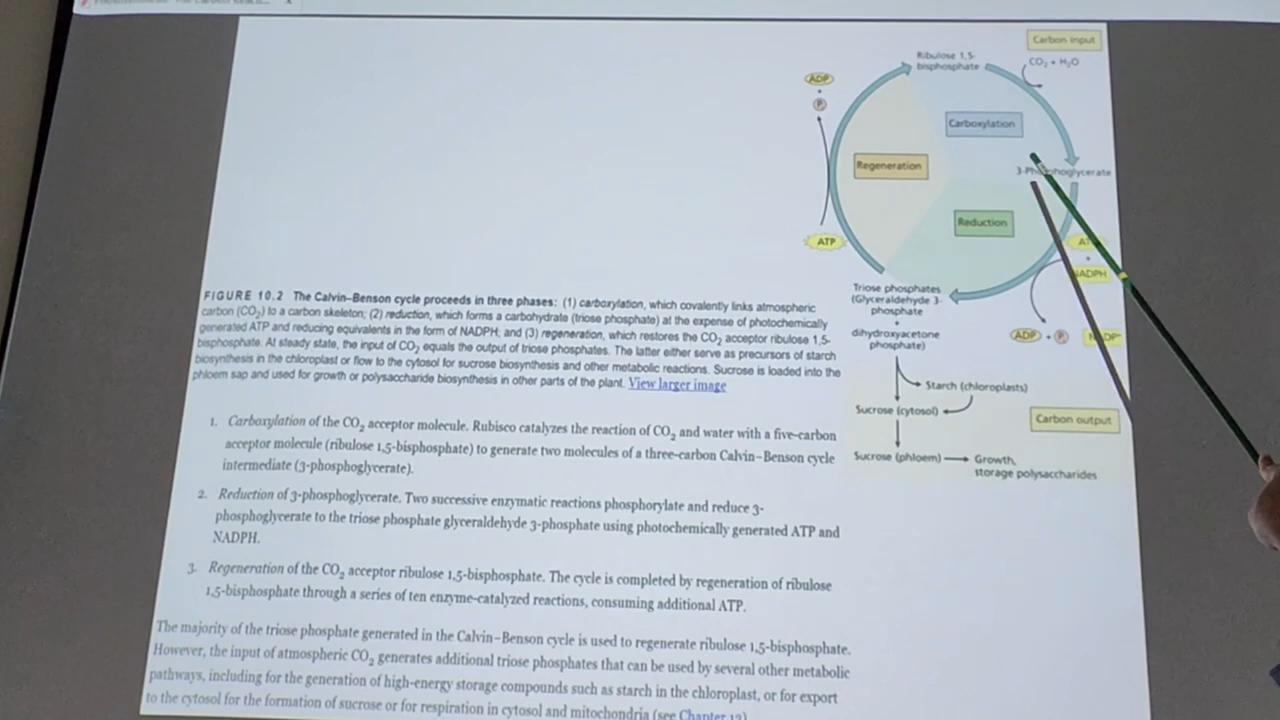 Carbon input
Ribulose 1,5-
bisphosphate
CO₂ + H₂O
ADP
+
P
Carboxylation
Regeneration
3-Phosphoglycerate
Reduction
ATP
AT
+
NADPH
Triose phosphates
(Glyceraldehyde 3-
phosphate
+
dihydroxyacetone
phosphate)
ADP + P
Starch (chloroplasts)
Sucrose (cytosol)
Carbon output
Sucrose (phloem)
Growth,
storage polysaccharides
FIGURE 10.2 The Calvin–Benson cycle proceeds in three phases: (1) carboxylation, which covalently links atmospheric
carbon (CO₂) to a carbon skeleton; (2) reduction, which forms a carbohydrate (triose phosphate) at the expense of photochemically
generated ATP and reducing equivalents in the form of NADPH; and (3) regeneration, which restores the CO₂ acceptor ribulose 1,5-
bisphosphate. At steady state, the input of CO₂ equals the output of triose phosphates. The latter either serve as precursors of starch
biosynthesis in the chloroplast or flow to the cytosol for sucrose biosynthesis and other metabolic reactions. Sucrose is loaded into the
phloem sap and used for growth or polysaccharide biosynthesis in other parts of the plant. View larger image
1. Carboxylation of the CO₂ acceptor molecule. Rubisco catalyzes the reaction of CO₂ and water with a five-carbon
acceptor molecule (ribulose 1,5-bisphosphate) to generate two molecules of a three-carbon Calvin–Benson cycle
intermediate (3-phosphoglycerate).
2. Reduction of 3-phosphoglycerate. Two successive enzymatic reactions phosphorylate and reduce 3-
phosphoglycerate to the triose phosphate glyceraldehyde 3-phosphate using photochemically generated ATP and
NADPH.
3. Regeneration of the CO₂ acceptor ribulose 1,5-bisphosphate. The cycle is completed by regeneration of ribulose
1,5-bisphosphate through a series of ten enzyme-catalyzed reactions, consuming additional ATP.
The majority of the triose phosphate generated in the Calvin–Benson cycle is used to regenerate ribulose 1,5-bisphosphate.
However, the input of atmospheric CO₂ generates additional triose phosphates that can be used by several other metabolic
pathways, including for the generation of high-energy storage compounds such as starch in the chloroplast, or for export
to the cytosol for the formation of sucrose or for respiration in cytosol and mitochondria (see Chapter 12)